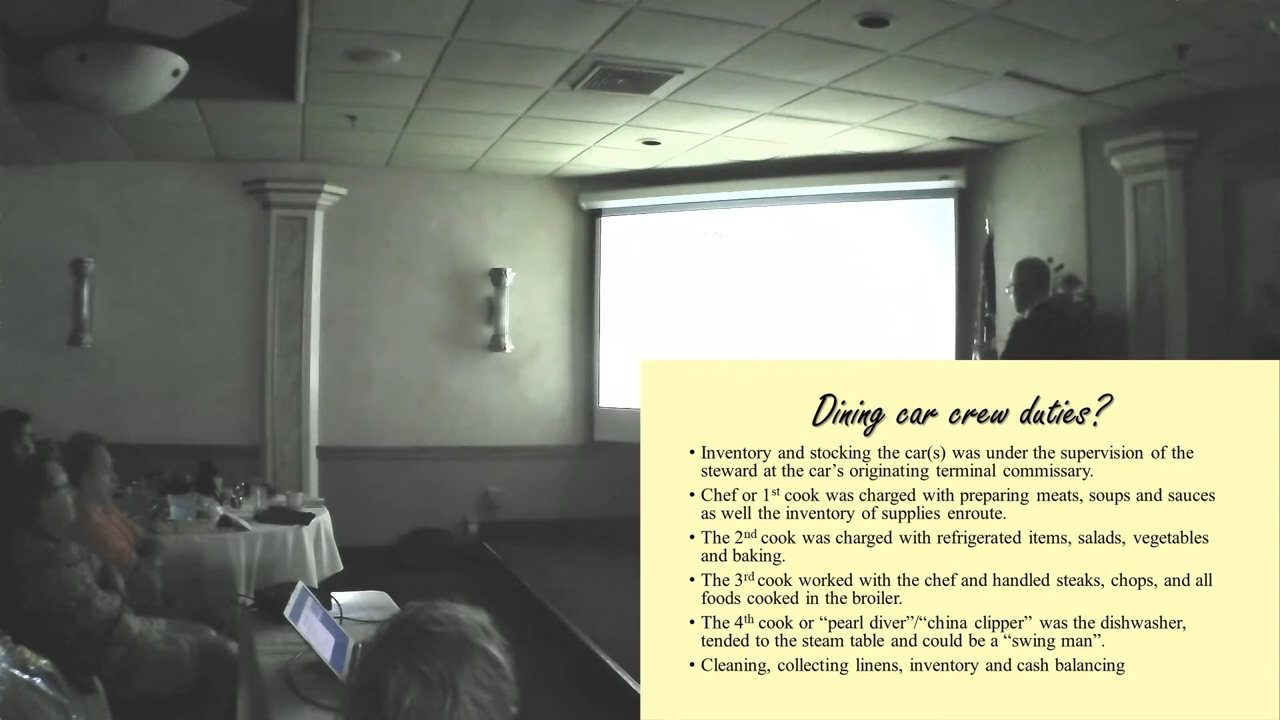 Dining car crew duties?
• Inventory and stocking the car(s) was under the supervision of the
steward at the car's originating terminal commissary.
• Chef or 1st cook was charged with preparing meats, soups and sauces
as well the inventory of supplies enroute.
• The 2nd cook was charged with refrigerated items, salads, vegetables
and baking.
• The 3rd cook worked with the chef and handled steaks, chops, and all
foods cooked in the broiler.
• The 4th cook or “pearl diver”/“china clipper” was the dishwasher,
tended to the steam table and could be a “swing man”.
• Cleaning, collecting linens, inventory and cash balancing